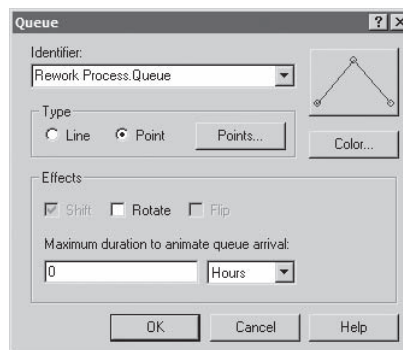 Queue
Identifier:
Rework Process.Queue
Type
Line
Point
Points...
Color...
Effects
Shift
Rotate
Flip
Maximum duration to animate queue arrival:
0
Hours
OK
Cancel
Help